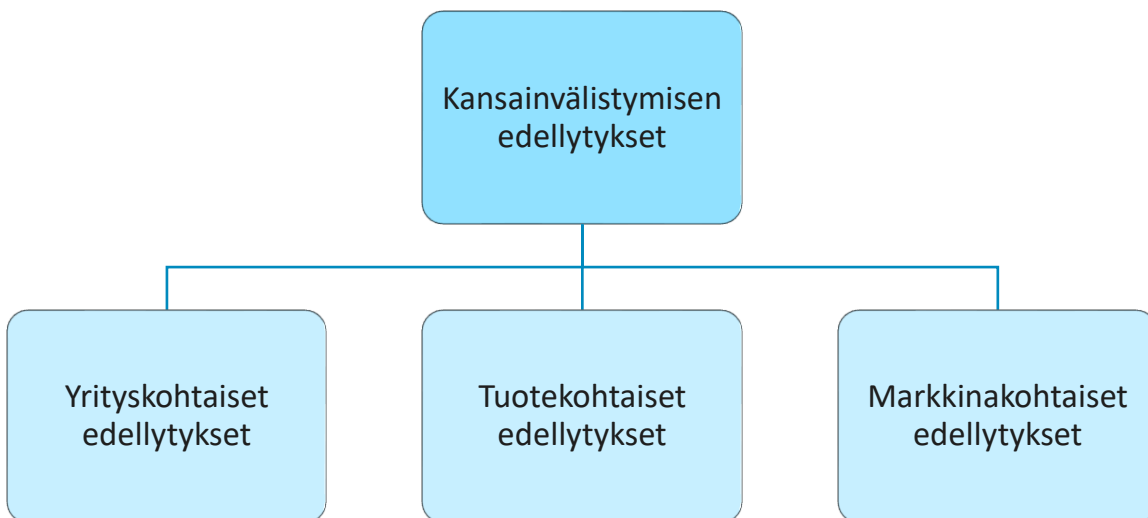 Kansainvälistymisen
edellytykset
Yrityskohtaiset
edellytykset
Tuotekohtaiset
edellytykset
Markkinakohtaiset
edellytykset